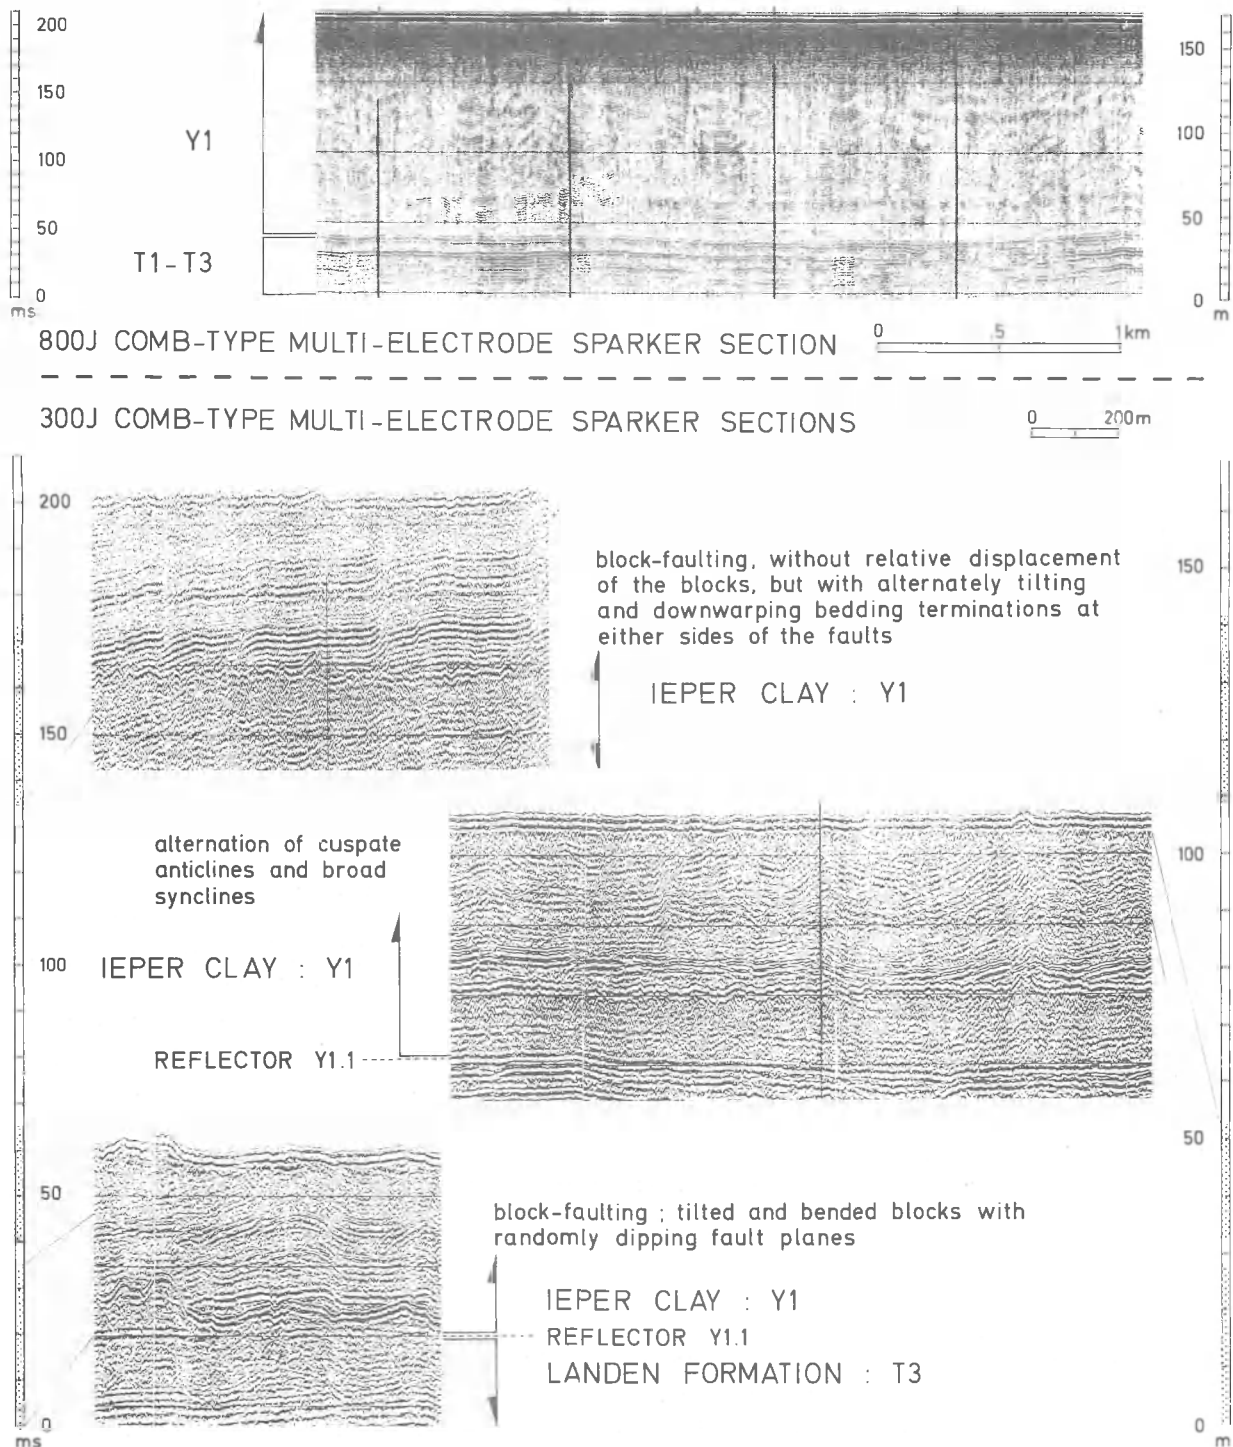 200
150
100
50
0
ms
Y1
T1-T3
150
100
50
0
m
800J COMB-TYPE MULTI-ELECTRODE SPARKER SECTION
0 .5 1km
300J COMB-TYPE MULTI-ELECTRODE SPARKER SECTIONS
0 200m
200
150
100
50
0
ms
block-faulting, without relative displacement
of the blocks, but with alternately tilting
and downwarping bedding terminations at
either sides of the faults
IEPER CLAY : Y1
150
100
50
0
m
alternation of cuspate
anticlines and broad
synclines
IEPER CLAY : Y1
REFLECTOR Y1.1
block-faulting ; tilted and bended blocks with
randomly dipping fault planes
IEPER CLAY : Y1
REFLECTOR Y1.1
LANDEN FORMATION : T3